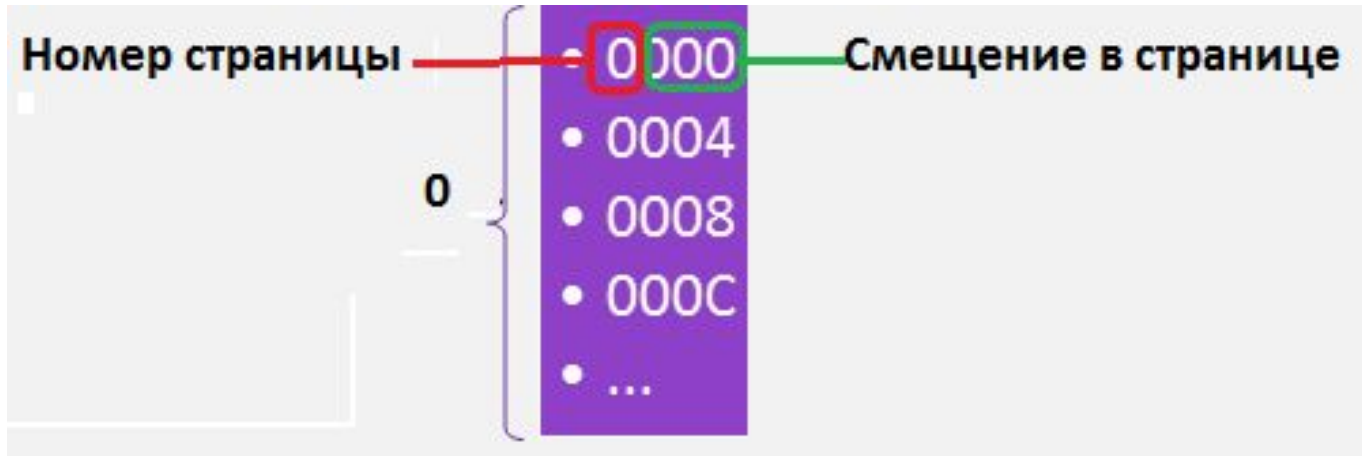 Номер страницы • 0000 Смещение в странице
• 0004
0
• 0008
• 000C
• ...